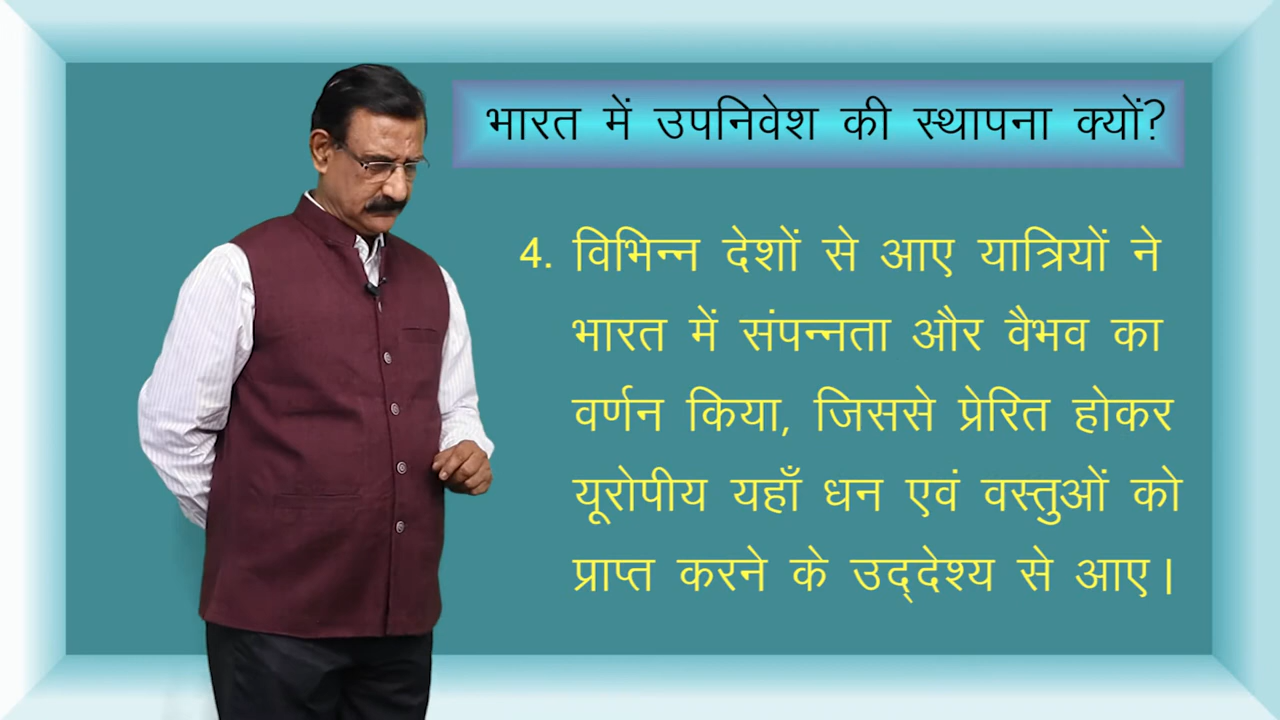 भारत में उपनिवेश की स्थापना क्यों?
4. विभिन्न देशों से आए यात्रियों ने
भारत में संपन्नता और वैभव का
वर्णन किया, जिससे प्रेरित होकर
यूरोपीय यहाँ धन एवं वस्तुओं को
प्राप्त करने के उद्देश्य से आए।